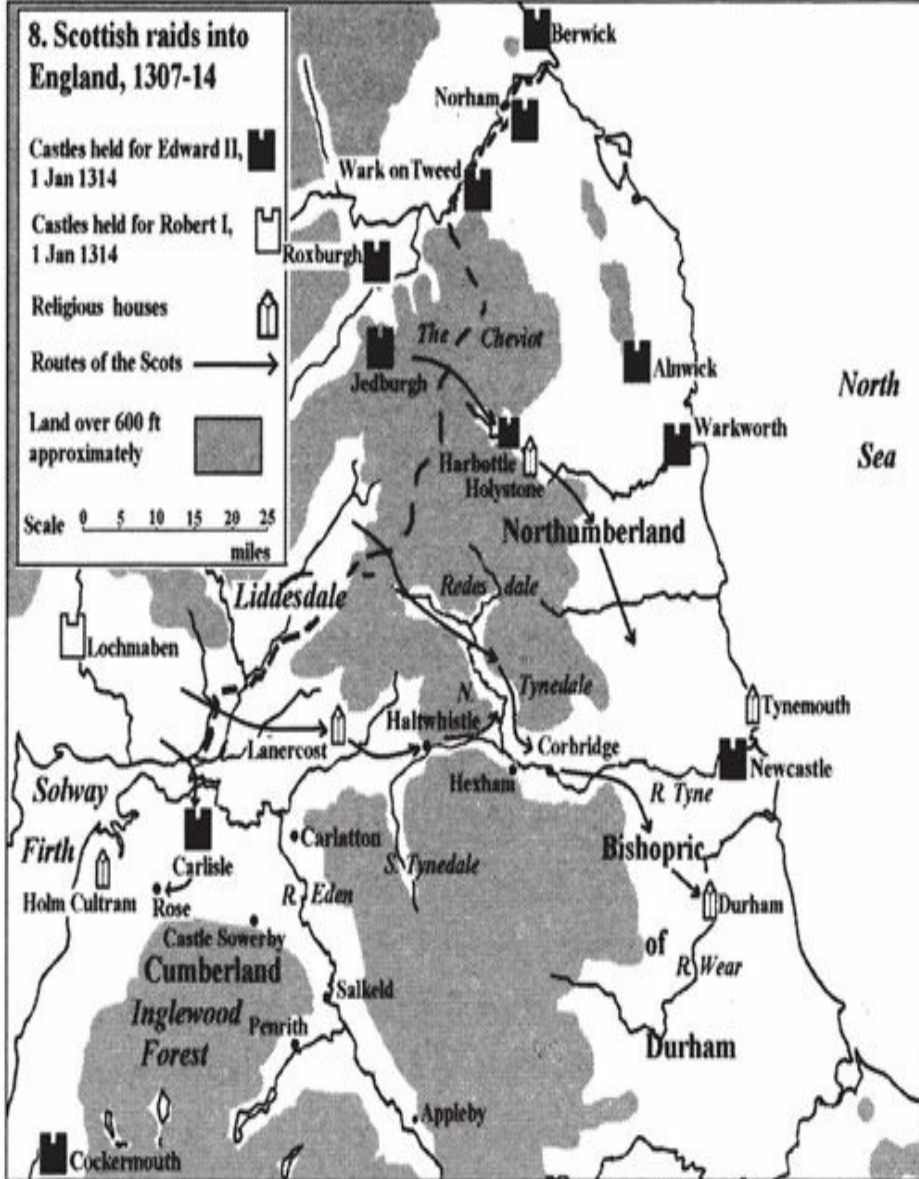 8. Scottish raids into
England, 1307-14
Castles held for Edward II,
1 Jan 1314
Castles held for Robert I,
1 Jan 1314
Religious houses
Routes of the Scots
Land over 600 ft
approximately
Scale 0 5 10 15 20 25
miles
Berwick
Norham
Wark on Tweed
Roxburgh
The Cheviot
Jedburgh
Alnwick
North
Sea
Warkworth
Harbottle
Holystone
Northumberland
Liddesdale
Redesdale
Lochmaben
N. Tynedale
Tynemouth
Haltwhistle
Lanercost
Corbridge
Newcastle
Hexham
R. Tyne
Solway
Firth
Carlatton
Carlisle
S. Tynedale
Bishopric
Holm Cultram
Rose
R. Eden
Durham
Castle Sowerby
of
Cumberland
R. Wear
Salkeld
Inglewood
Forest
Penrith
Durham
Appleby
Cockermouth